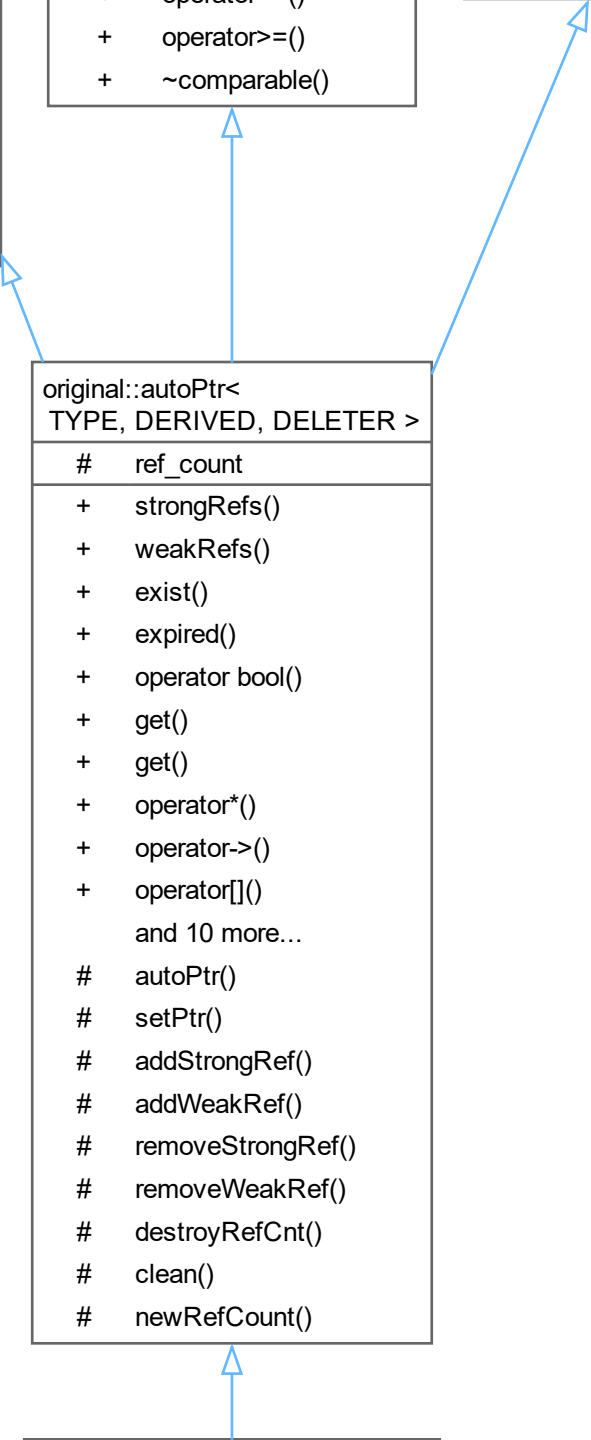 + operator>=()
+ ~comparable()
original::autoPtr<
TYPE, DERIVED, DELETER >
# ref_count
+ strongRefs()
+ weakRefs()
+ exist()
+ expired()
+ operator bool()
+ get()
+ get()
+ operator*()
+ operator->()
+ operator[]()
and 10 more...
# autoPtr()
# setPtr()
# addStrongRef()
# addWeakRef()
# removeStrongRef()
# removeWeakRef()
# destroyRefCnt()
# clean()
# newRefCount()